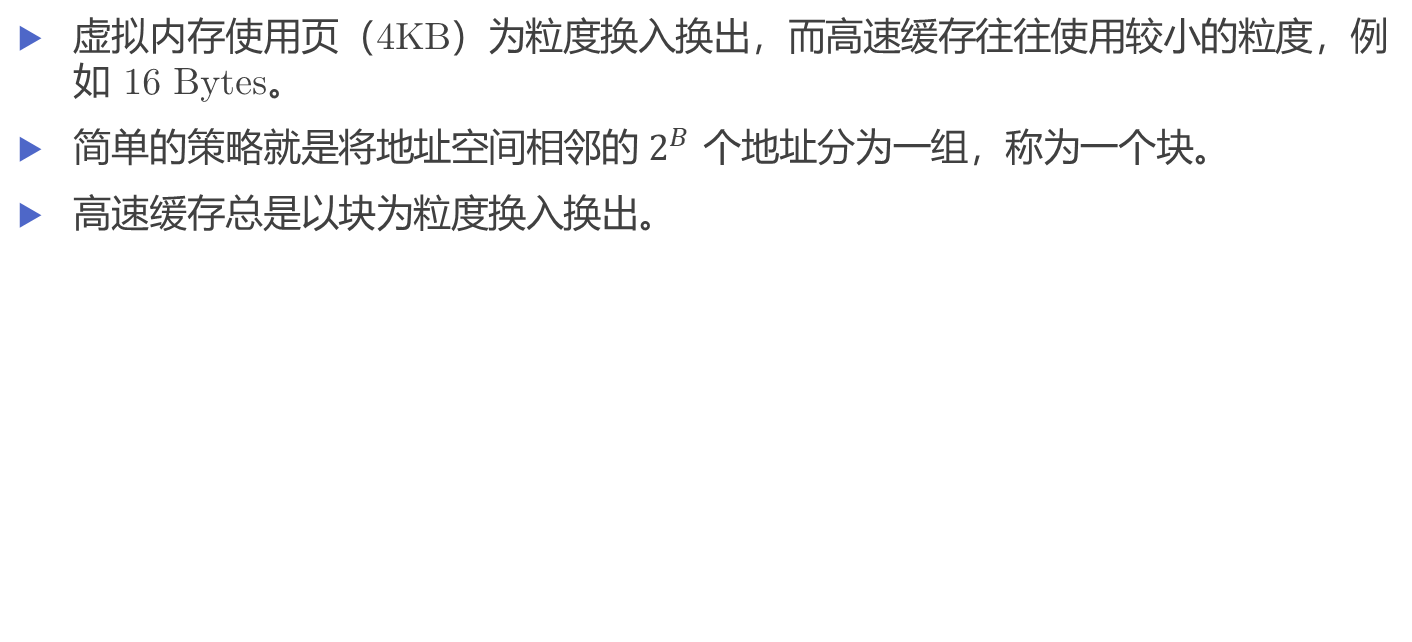 ▶ 虚拟内存使用页（4KB）为粒度换入换出，而高速缓存往往使用较小的粒度，例
如 16 Bytes。
▶ 简单的策略就是将地址空间相邻的 2^B 个地址分为一组，称为一个块。
▶ 高速缓存总是以块为粒度换入换出。